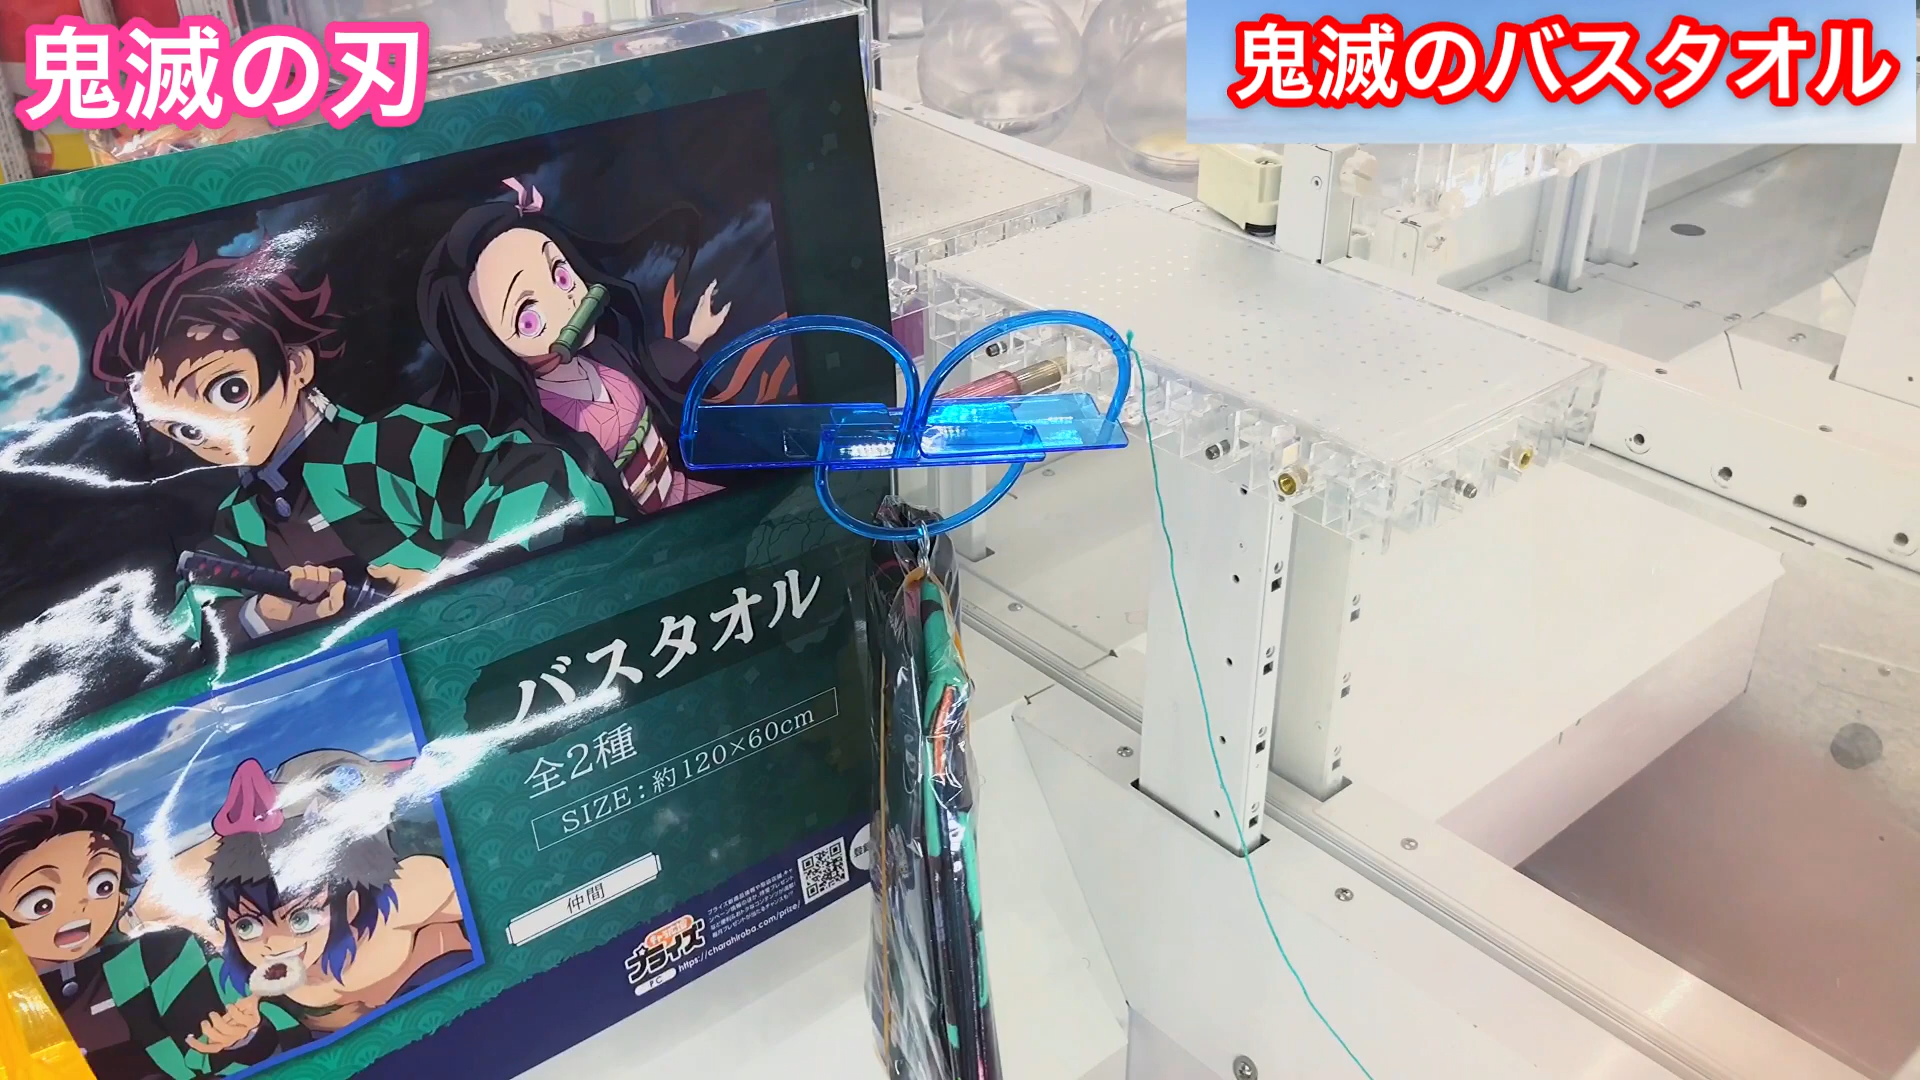 鬼滅の刃
鬼滅のバスタオル
バスタオル
全2種
SIZE：約120×60cm
仲間
プライズ
PC
https://charahiroba.com/prize/